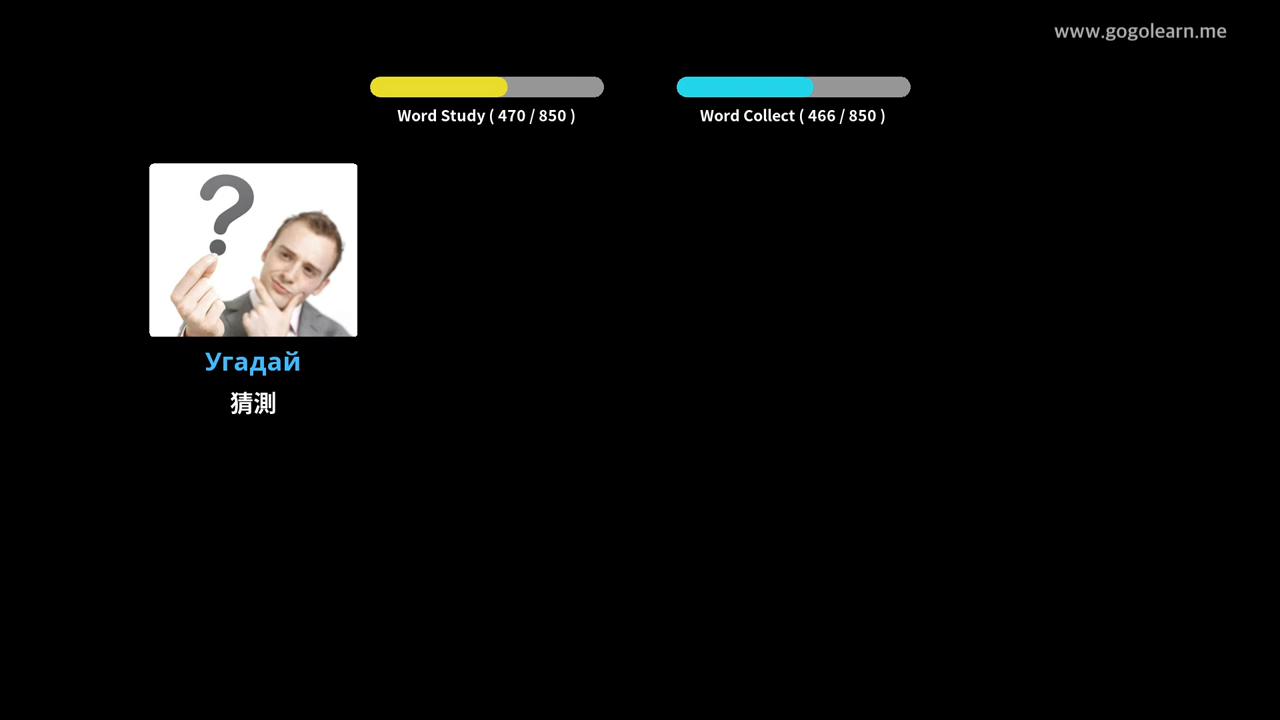 www.gogolearn.me
Word Study ( 470 / 850 )
Word Collect ( 466 / 850 )
?
Угадай
猜測